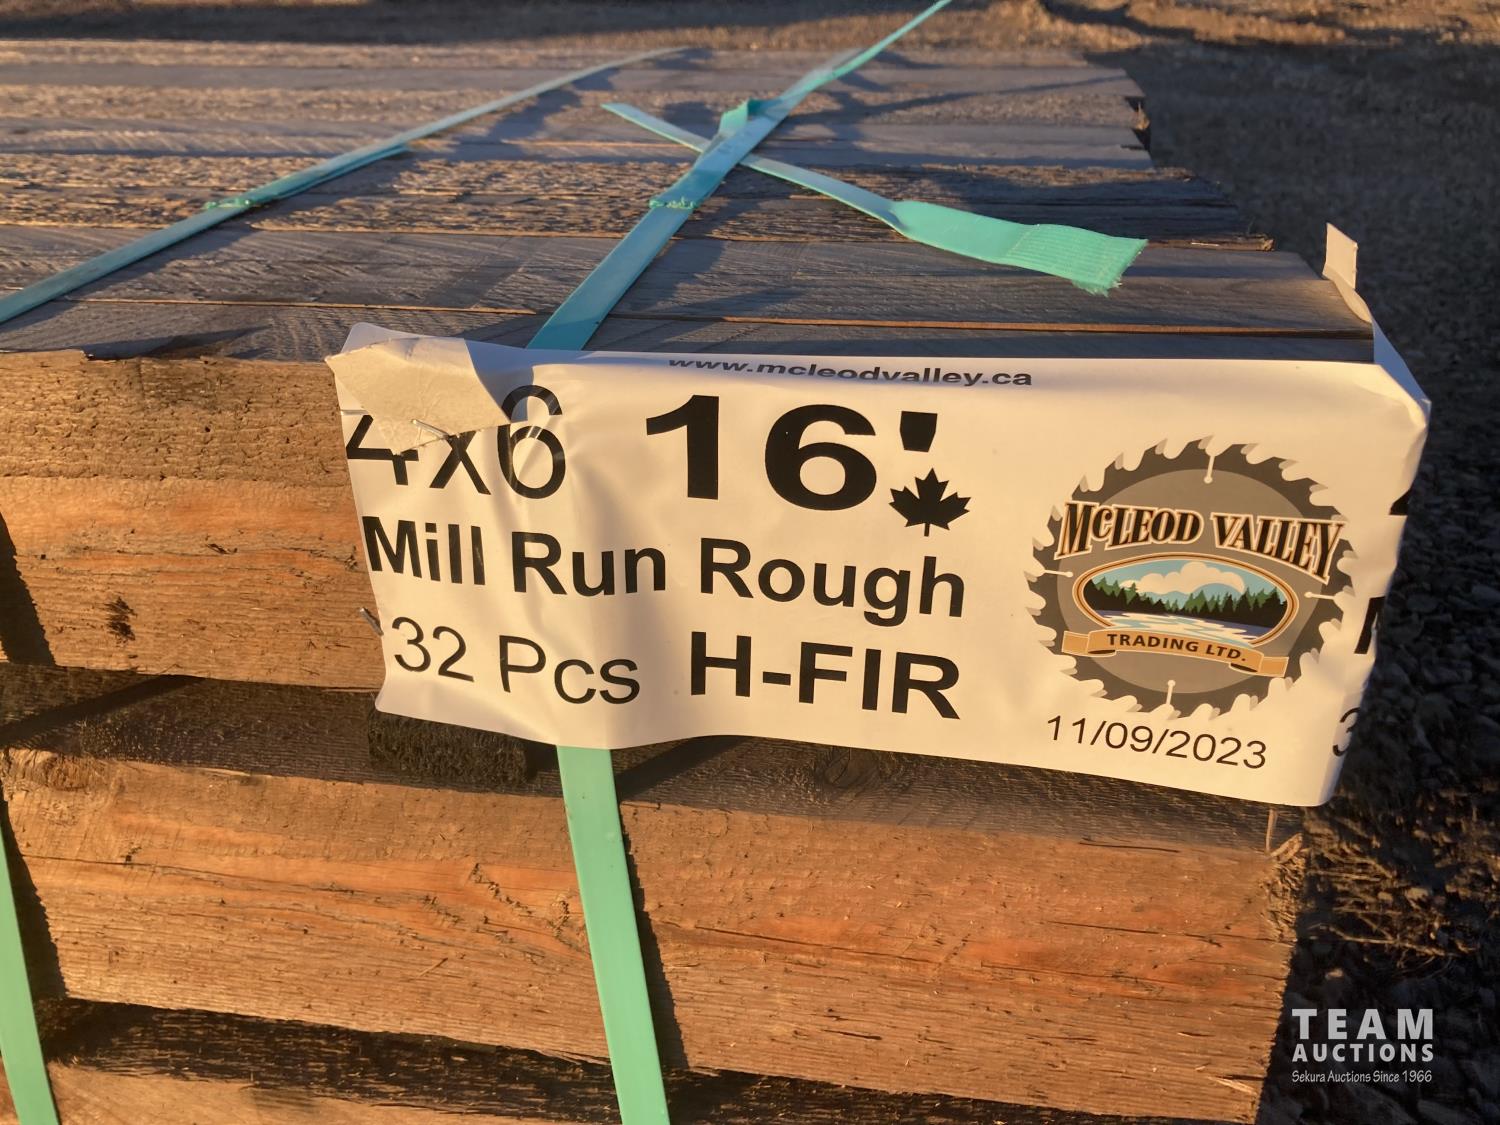 www.mcleodvalley.ca
4x6 16'
Mill Run Rough
32 Pcs H-FIR
McLEOD VALLEY
TRADING LTD.
11/09/2023
TEAM
AUCTIONS
Sekura Auctions Since 1966